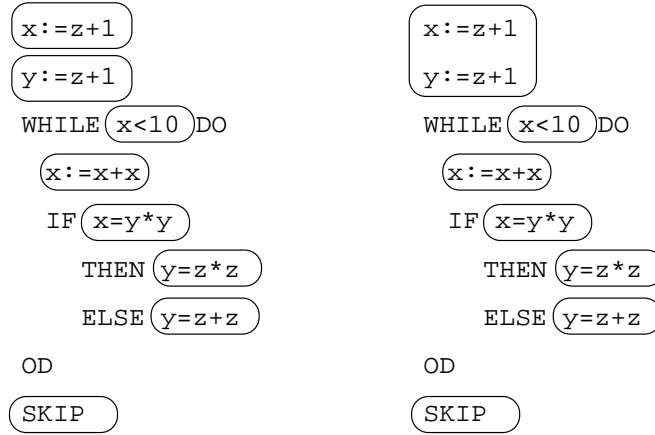 x:=z+1
y:=z+1
WHILE x<10 DO
x:=x+x
IF x=y*y
THEN y=z*z
ELSE y=z+z
OD
SKIP
x:=z+1
y:=z+1
WHILE x<10 DO
x:=x+x
IF x=y*y
THEN y=z*z
ELSE y=z+z
OD
SKIP